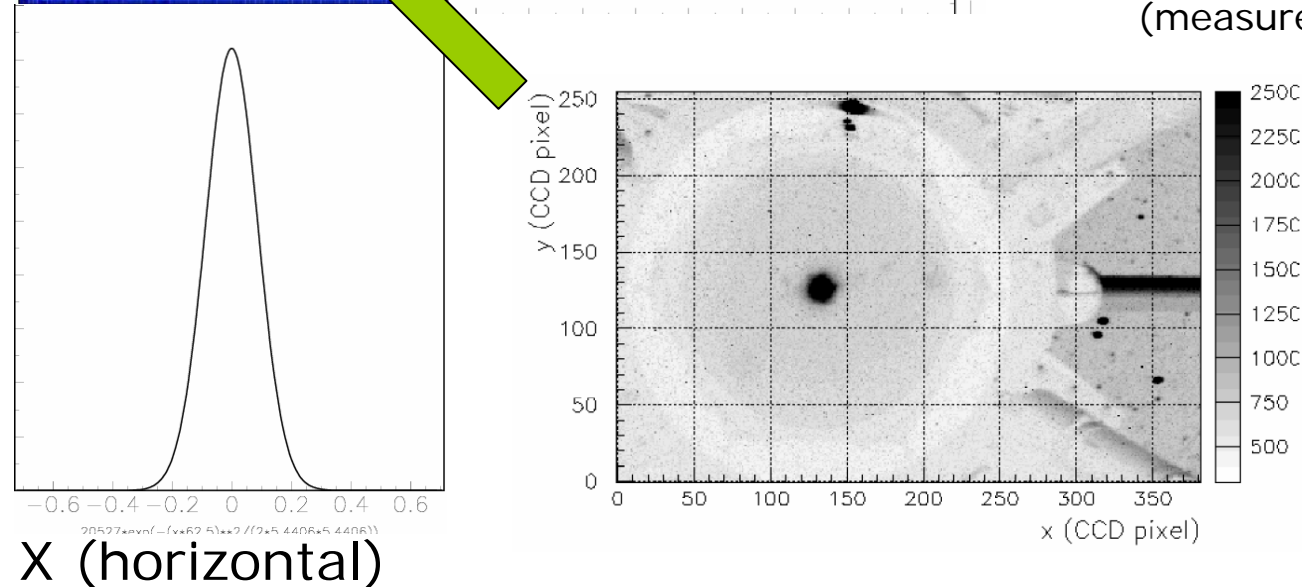 (measure
y (CCD pixel)
250
200
150
100
50
0
0 50 100 150 200 250 300 350
x (CCD pixel)
2500
2250
2000
1750
1500
1250
1000
750
500
-0.6 -0.4 -0.2 0 0.2 0.4 0.6
20527*exp(-(x*62.5)**2/(2*5.4406*5.4406))
X (horizontal)